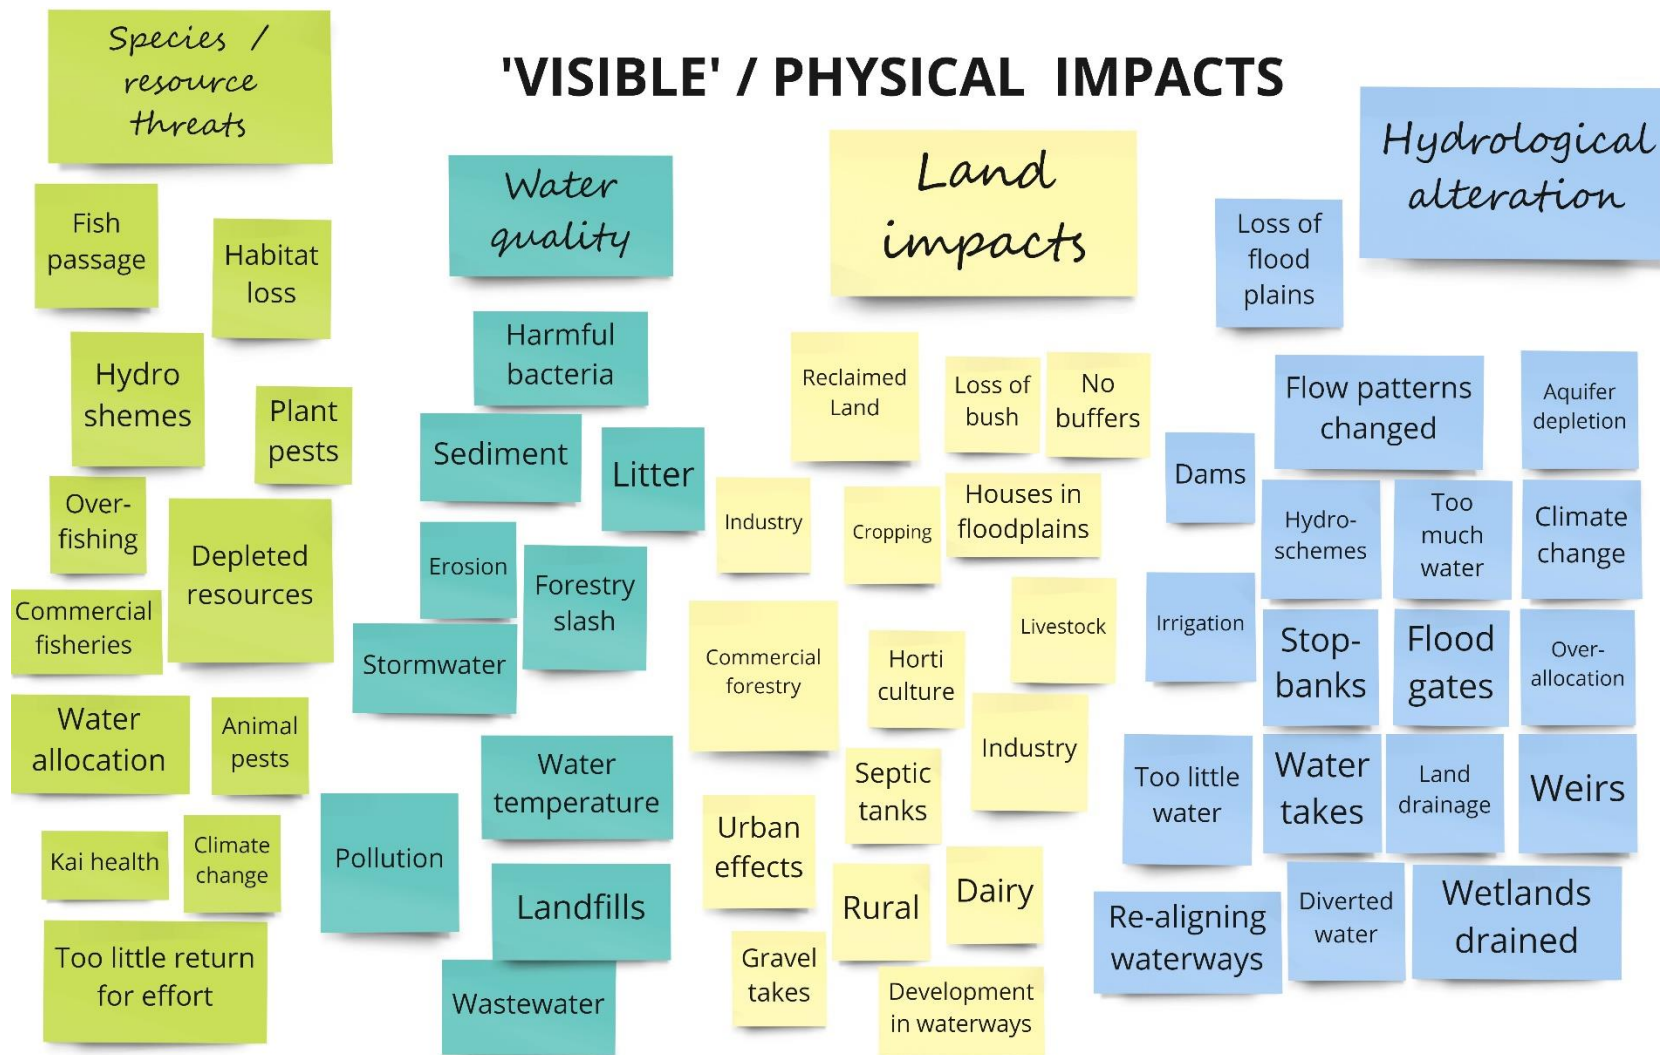 'VISIBLE' / PHYSICAL IMPACTS
Species /
resource
threats
Fish
passage
Habitat
loss
Hydro
shemes
Plant
pests
Over-
fishing
Depleted
resources
Commercial
fisheries
Water
allocation
Animal
pests
Kai health
Climate
change
Too little return
for effort
Water
quality
Harmful
bacteria
Sediment
Litter
Erosion
Forestry
slash
Stormwater
Water
temperature
Pollution
Landfills
Wastewater
Land
impacts
Reclaimed
Land
Loss of
bush
No
buffers
Industry
Cropping
Houses in
floodplains
Livestock
Commercial
forestry
Horti
culture
Industry
Septic
tanks
Urban
effects
Rural
Dairy
Gravel
takes
Development
in waterways
Hydrological
alteration
Loss of
flood
plains
Flow patterns
changed
Aquifer
depletion
Dams
Hydro-
schemes
Too
much
water
Climate
change
Irrigation
Stop-
banks
Flood
gates
Over-
allocation
Too little
water
Water
takes
Land
drainage
Weirs
Re-aligning
waterways
Diverted
water
Wetlands
drained